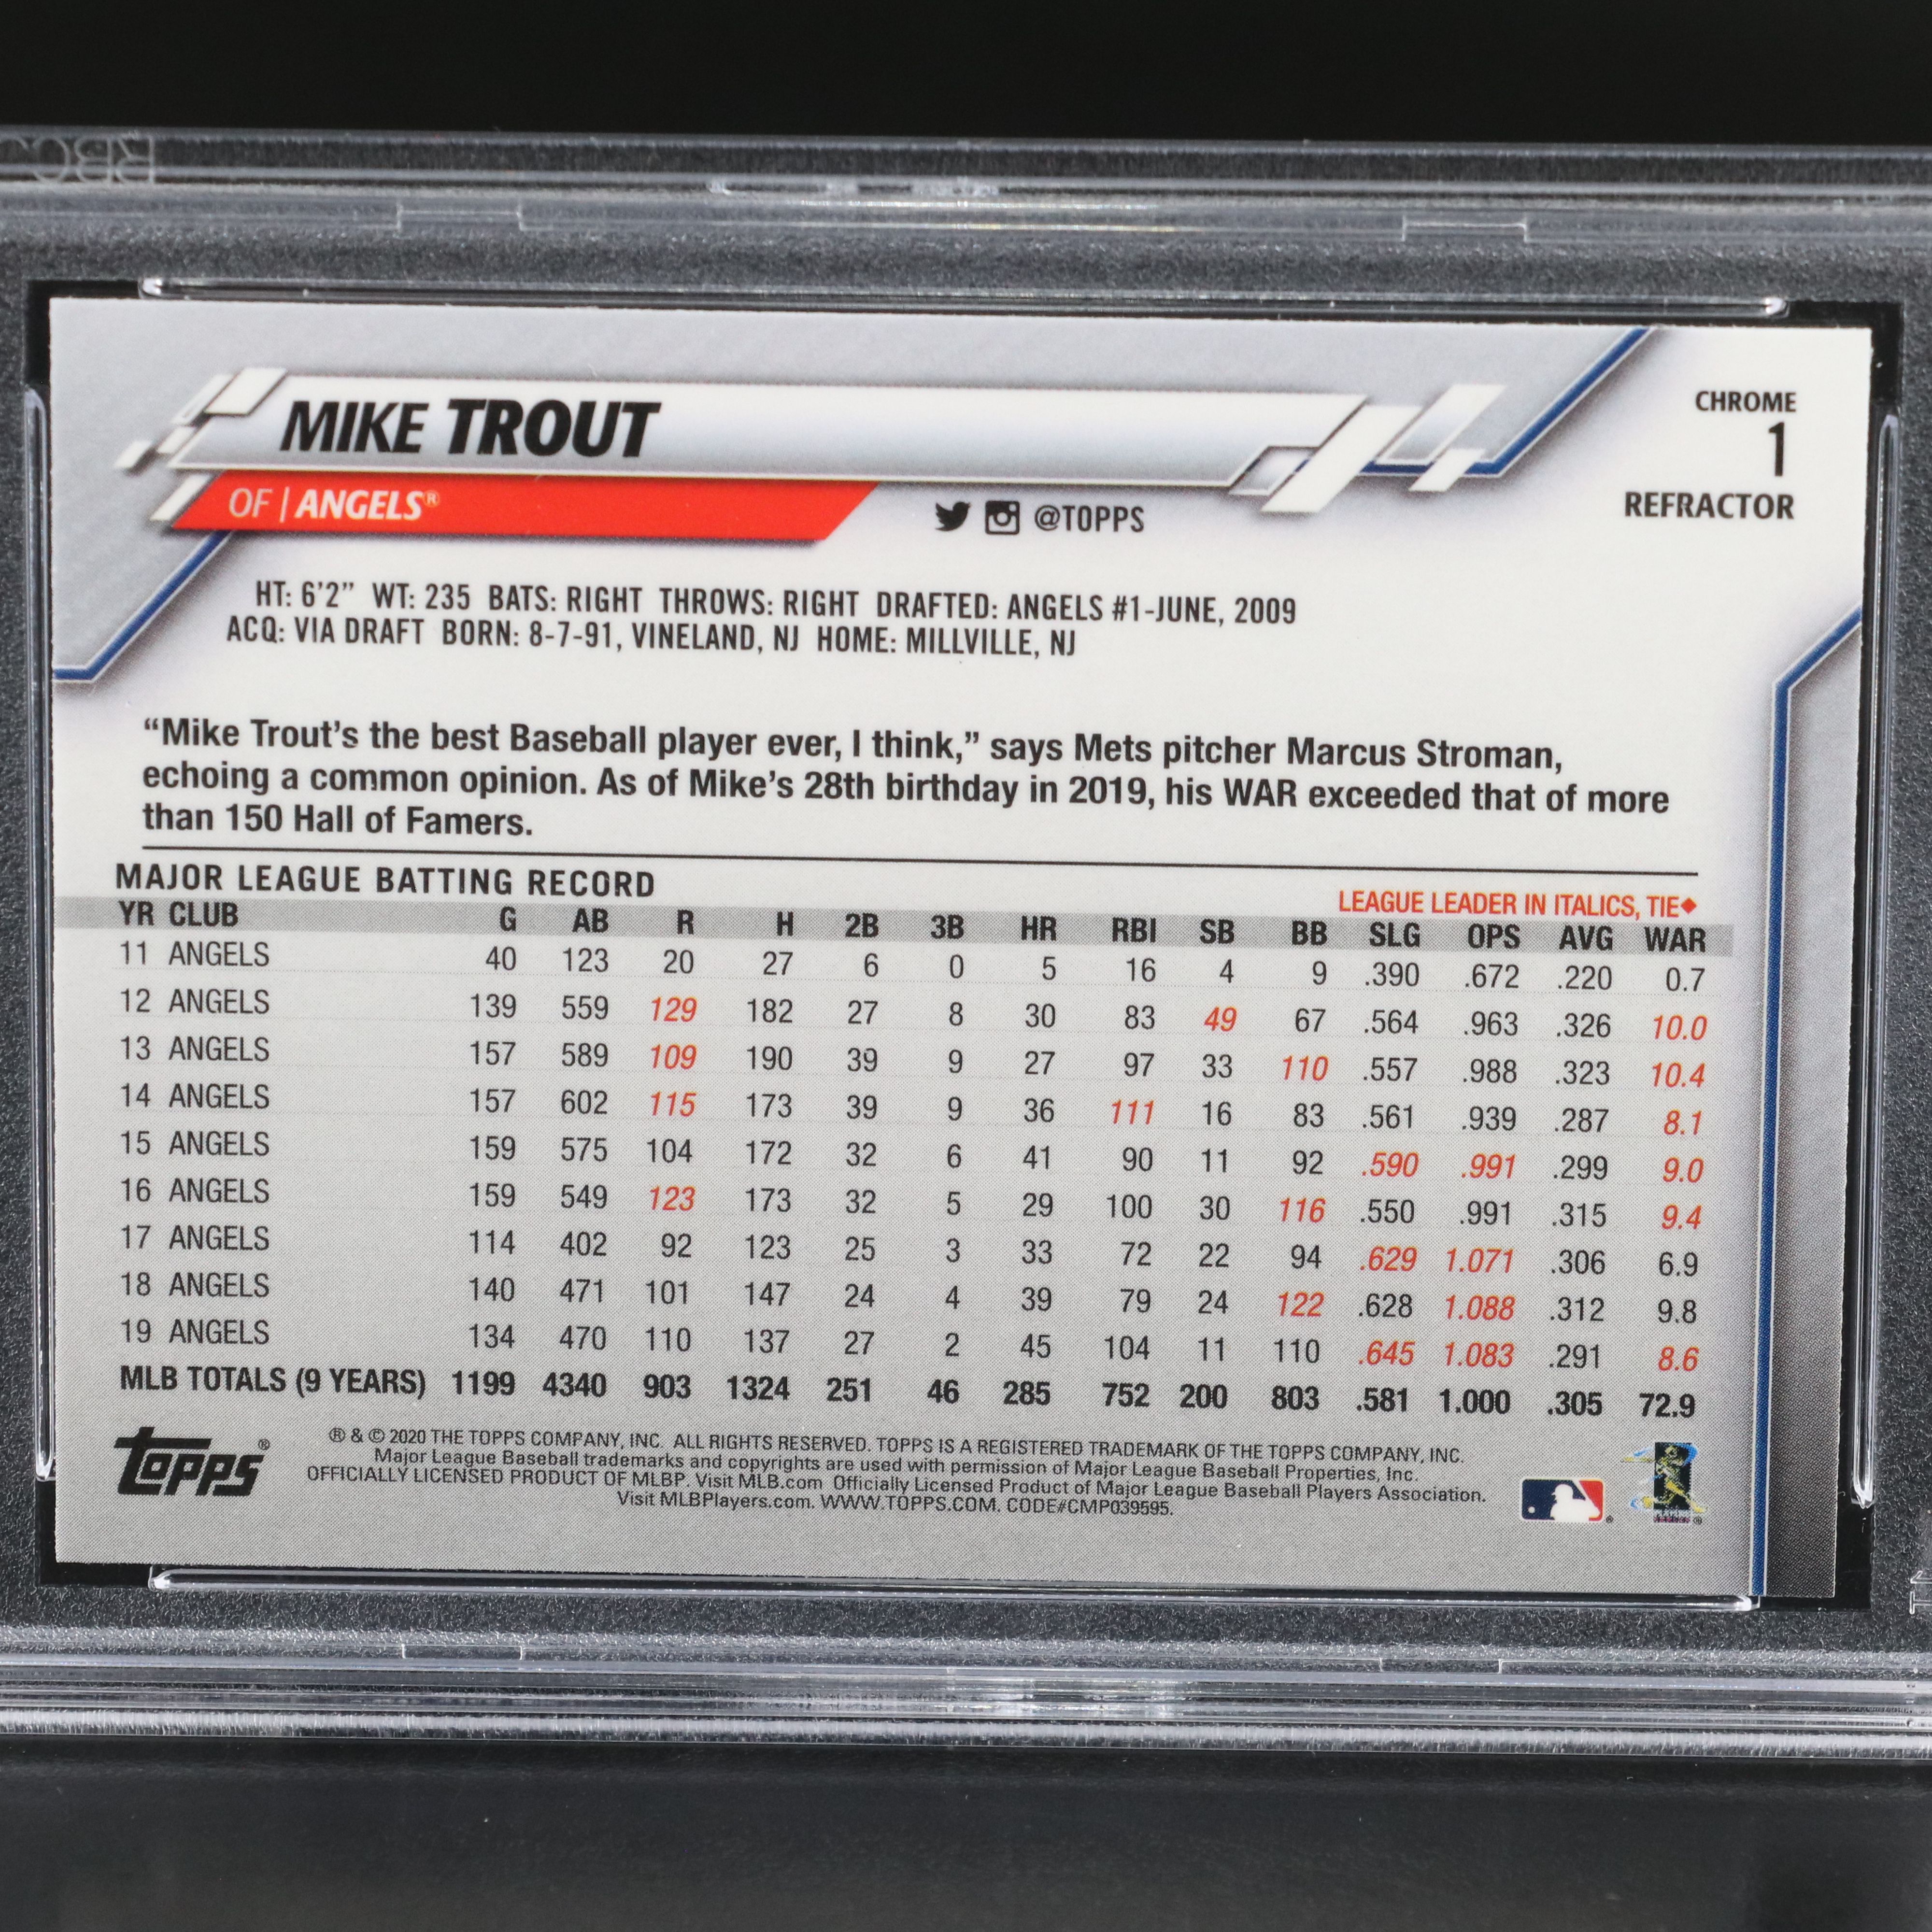 MIKE TROUT
CHROME
1
REFRACTOR
OF | ANGELS®
@TOPPS
HT: 6'2” WT: 235 BATS: RIGHT THROWS: RIGHT DRAFTED: ANGELS #1-JUNE, 2009
ACQ: VIA DRAFT BORN: 8-7-91, VINELAND, NJ HOME: MILLVILLE, NJ
“Mike Trout’s the best Baseball player ever, I think,” says Mets pitcher Marcus Stroman,
echoing a common opinion. As of Mike’s 28th birthday in 2019, his WAR exceeded that of more
than 150 Hall of Famers.
MAJOR LEAGUE BATTING RECORD
LEAGUE LEADER IN ITALICS, TIE◆
YR CLUB G AB R H 2B 3B HR RBI SB BB SLG OPS AVG WAR
11 ANGELS 40 123 20 27 6 0 5 16 4 9 .390 .672 .220 0.7
12 ANGELS 139 559 129 182 27 8 30 83 49 67 .564 .963 .326 10.0
13 ANGELS 157 589 109 190 39 9 27 97 33 110 .557 .988 .323 10.4
14 ANGELS 157 602 115 173 39 9 36 111 16 83 .561 .939 .287 8.1
15 ANGELS 159 575 104 172 32 6 41 90 11 92 .590 .991 .299 9.0
16 ANGELS 159 549 123 173 32 5 29 100 30 116 .550 .991 .315 9.4
17 ANGELS 114 402 92 123 25 3 33 72 22 94 .629 1.071 .306 6.9
18 ANGELS 140 471 101 147 24 4 39 79 24 122 .628 1.088 .312 9.8
19 ANGELS 134 470 110 137 27 2 45 104 11 110 .645 1.083 .291 8.6
MLB TOTALS (9 YEARS) 1199 4340 903 1324 251 46 285 752 200 803 .581 1.000 .305 72.9
topps®
® & © 2020 THE TOPPS COMPANY, INC. ALL RIGHTS RESERVED. TOPPS IS A REGISTERED TRADEMARK OF THE TOPPS COMPANY, INC.
Major League Baseball trademarks and copyrights are used with permission of Major League Baseball Properties, Inc.
OFFICIALLY LICENSED PRODUCT OF MLBP. Visit MLB.com Officially Licensed Product of Major League Baseball Players Association.
Visit MLBPlayers.com. WWW.TOPPS.COM. CODE#CMP039595.